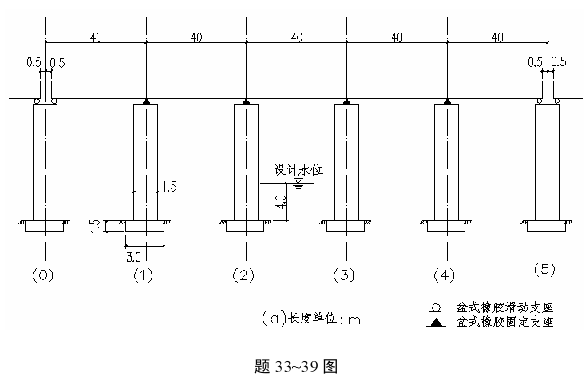 40 40 40 40 40
0.5 0.5 0.5 0.5
设计水位
1.5 4.0
1.5
3.0
(0) (1) (2) (3) (4) (5)
盆式橡胶滑动支座
(a)长度单位:m 盆式橡胶固定支座
题 33~39 图